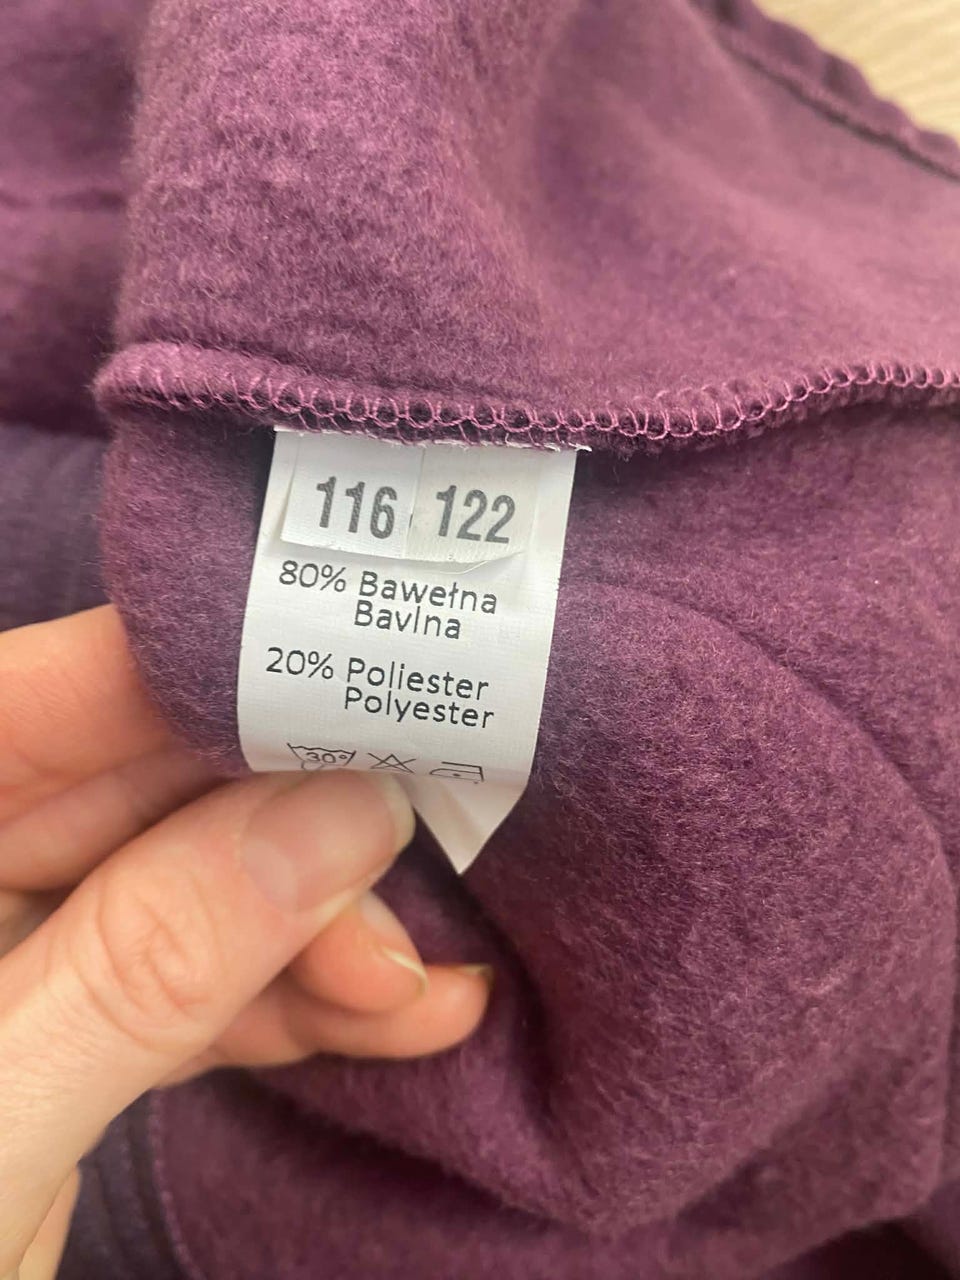 116 122
80% Bawełna
Bavlna
20% Poliester
Polyester
30°